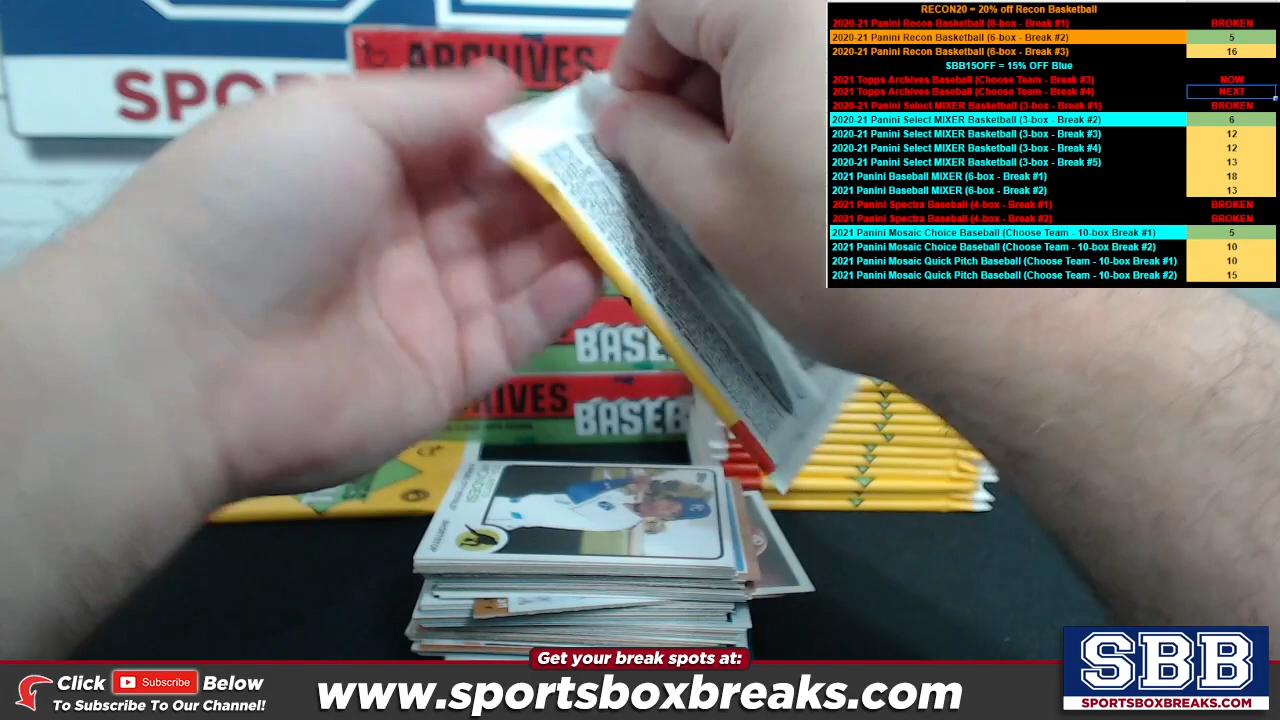 RECON20 = 20% off Recon Basketball
2020-21 Panini Recon Basketball (6-box - Break #1) BROKEN
2020-21 Panini Recon Basketball (6-box - Break #2) 5
2020-21 Panini Recon Basketball (6-box - Break #3) 16
$BB15OFF = 15% OFF Blue
2021 Topps Archives Baseball (Choose Team - Break #3) NOW
2021 Topps Archives Baseball (Choose Team - Break #4) NEXT
2020-21 Panini Select MIXER Basketball (3-box - Break #1) BROKEN
2020-21 Panini Select MIXER Basketball (3-box - Break #2) 6
2020-21 Panini Select MIXER Basketball (3-box - Break #3) 12
2020-21 Panini Select MIXER Basketball (3-box - Break #4) 12
2020-21 Panini Select MIXER Basketball (3-box - Break #5) 13
2021 Panini Baseball MIXER (6-box - Break #1) 18
2021 Panini Baseball MIXER (6-box - Break #2) 13
2021 Panini Spectra Baseball (4-box - Break #1) BROKEN
2021 Panini Spectra Baseball (4-box - Break #2) BROKEN
2021 Panini Mosaic Choice Baseball (Choose Team - 10-box Break #1) 5
2021 Panini Mosaic Choice Baseball (Choose Team - 10-box Break #2) 10
2021 Panini Mosaic Quick Pitch Baseball (Choose Team - 10-box Break #1) 10
2021 Panini Mosaic Quick Pitch Baseball (Choose Team - 10-box Break #2) 15
ARCHIVES
SPO
BASE
HIVES
BASEB
SHORTSTOP
Get your break spots at:
Click Subscribe Below
To Subscribe To Our Channel!
www.sportsboxbreaks.com
SBB
SPORTSBOXBREAKS.COM